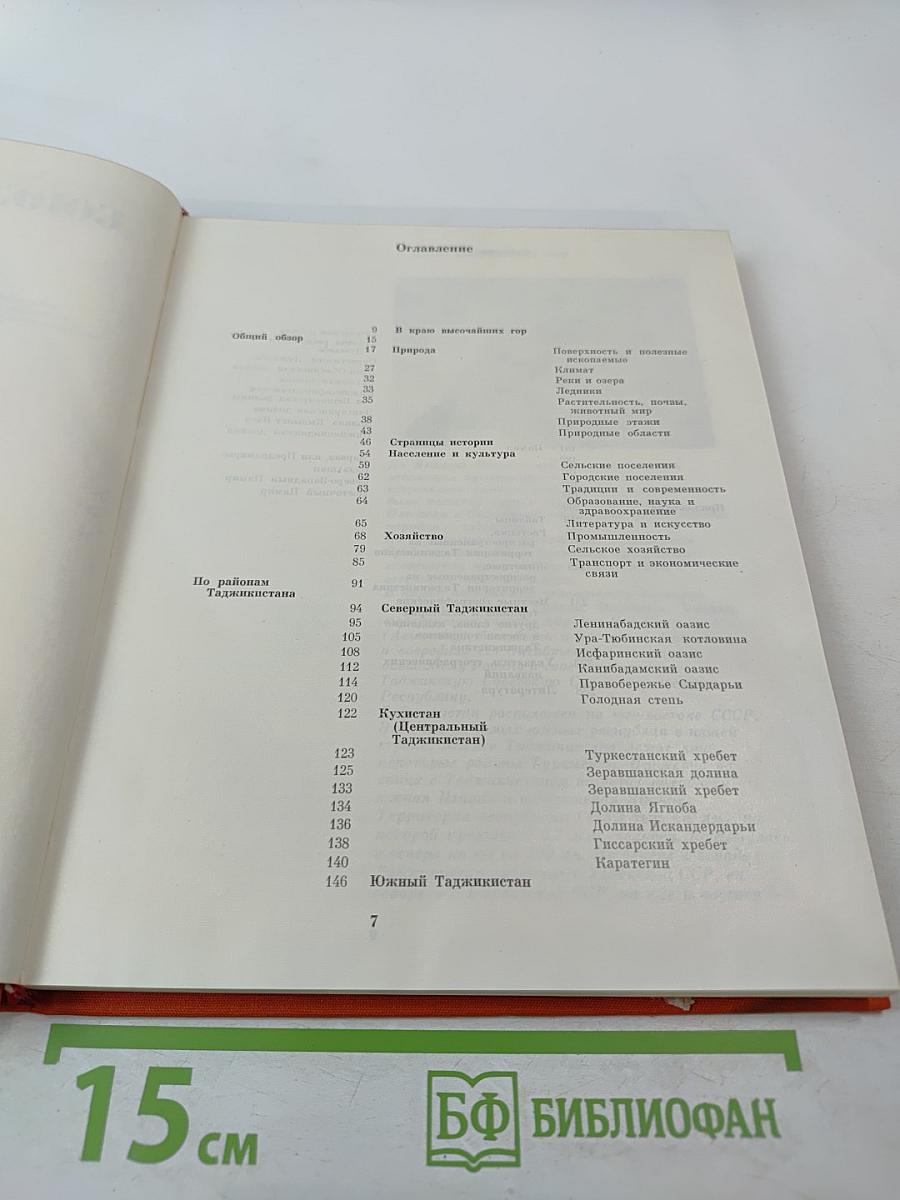 Оглавление
9 В краю высочайших гор
Общий обзор 15
17 Природа Поверхность и полезные
ископаемые
27 Климат
32 Реки и озера
33 Ледники
35 Растительность, почвы,
животный мир
38 Природные этажи
43 Природные области
46 Страницы истории
54 Население и культура
59 Сельские поселения
62 Городские поселения
63 Традиции и современность
64 Образование, наука и
здравоохранение
65 Литература и искусство
68 Хозяйство Промышленность
79 Сельское хозяйство
85 Транспорт и экономические
связи
По районам 91
Таджикистана
94 Северный Таджикистан
95 Ленинабадский оазис
105 Ура-Тюбинская котловина
108 Исфаринский оазис
112 Канибадамский оазис
114 Правобережье Сырдарьи
120 Голодная степь
122 Кухистан
(Центральный
Таджикистан)
123 Туркестанский хребет
125 Зеравшанская долина
133 Зеравшанский хребет
134 Долина Ягноба
136 Долина Искандердарьи
138 Гиссарский хребет
140 Каратегин
146 Южный Таджикистан
7
15 см
БФ БИБЛИОФАН